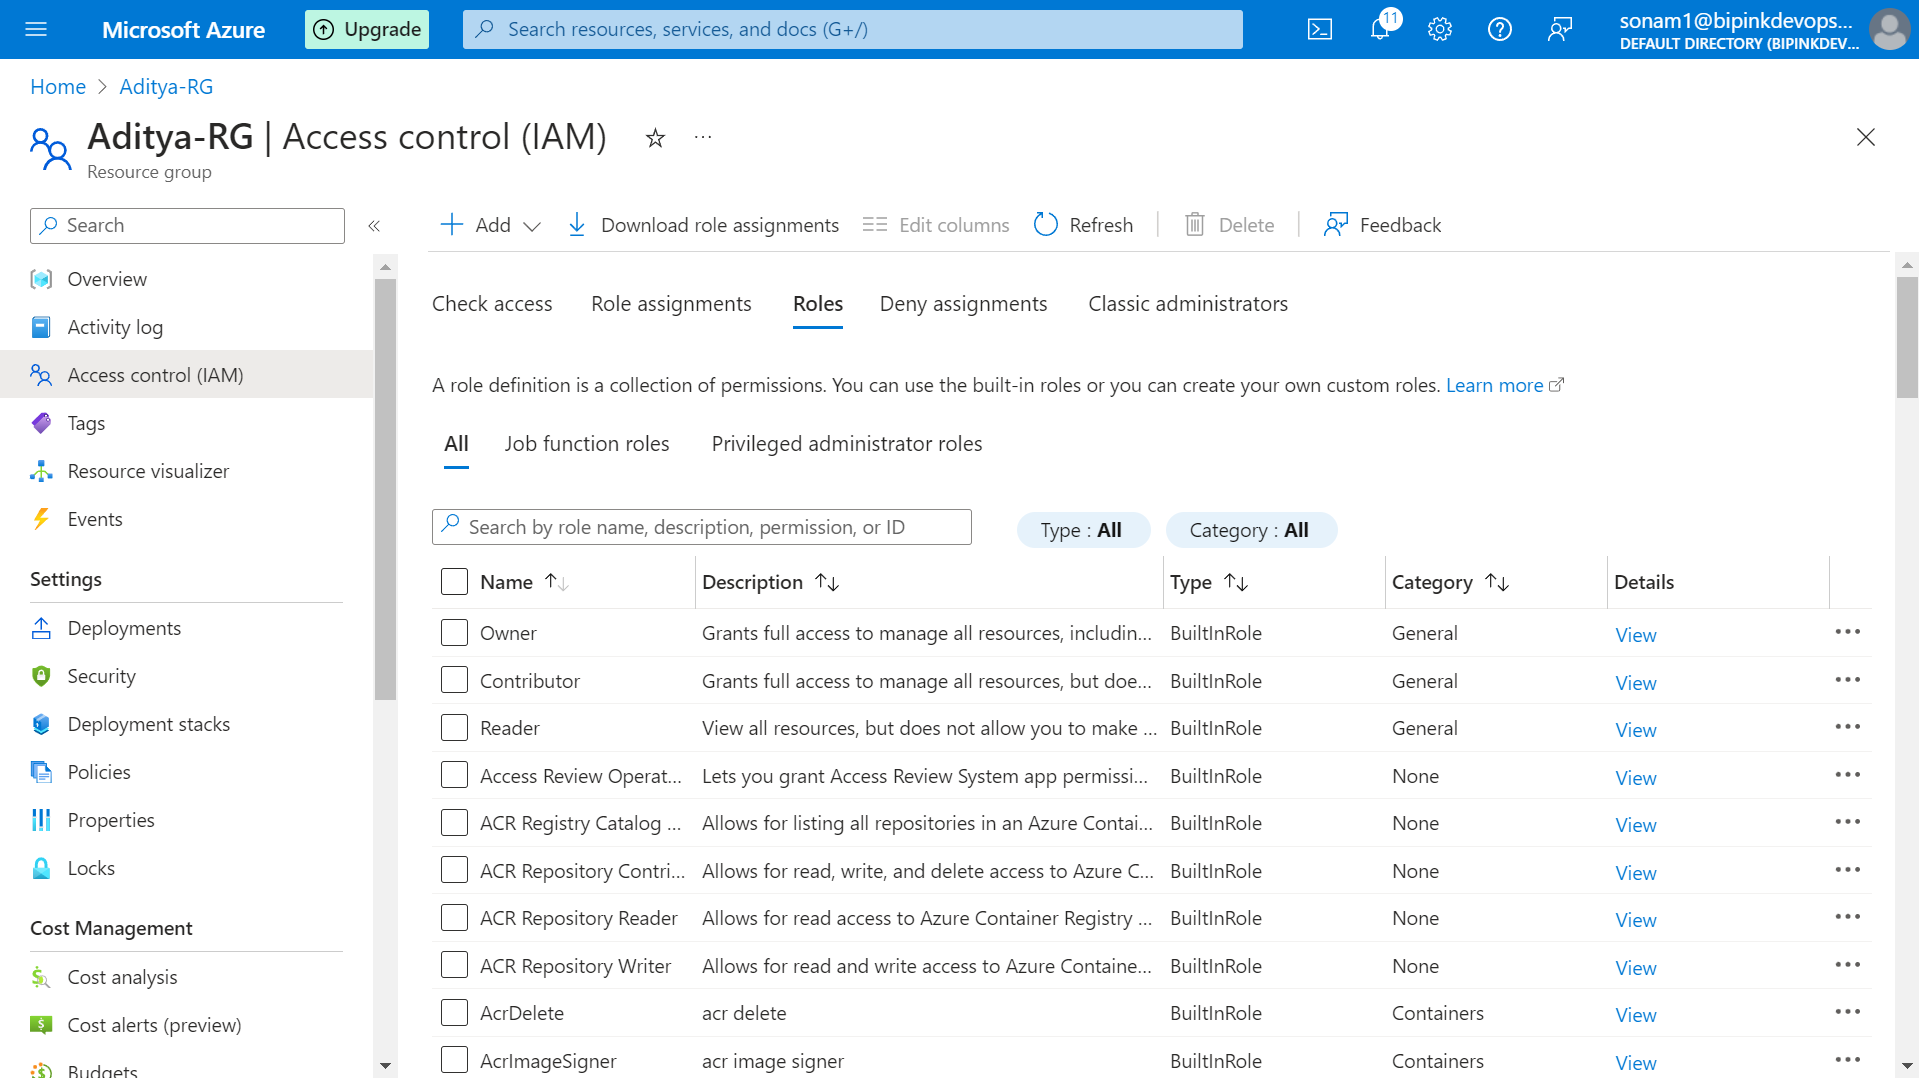 Microsoft Azure
Upgrade
Search resources, services, and docs (G+/)
11
sonam1@bipinkdevops...
DEFAULT DIRECTORY (BIPINKDEV...
Home > Aditya-RG
Aditya-RG | Access control (IAM)
...
Resource group
Search
«
Add
Download role assignments
Edit columns
Refresh
Delete
Feedback
Overview
Activity log
Access control (IAM)
Tags
Resource visualizer
Events
Settings
Deployments
Security
Deployment stacks
Policies
Properties
Locks
Cost Management
Cost analysis
Cost alerts (preview)
Budgets
Check access Role assignments Roles Deny assignments Classic administrators
A role definition is a collection of permissions. You can use the built-in roles or you can create your own custom roles. Learn more
All Job function roles Privileged administrator roles
Search by role name, description, permission, or ID
Type : All
Category : All
Name Description Type Category Details
Owner Grants full access to manage all resources, includin... BuiltInRole General View ...
Contributor Grants full access to manage all resources, but doe... BuiltInRole General View ...
Reader View all resources, but does not allow you to make ... BuiltInRole General View ...
Access Review Operat... Lets you grant Access Review System app permissi... BuiltInRole None View ...
ACR Registry Catalog ... Allows for listing all repositories in an Azure Contai... BuiltInRole None View ...
ACR Repository Contri... Allows for read, write, and delete access to Azure C... BuiltInRole None View ...
ACR Repository Reader Allows for read access to Azure Container Registry ... BuiltInRole None View ...
ACR Repository Writer Allows for read and write access to Azure Containe... BuiltInRole None View ...
AcrDelete acr delete BuiltInRole Containers View ...
AcrImageSigner acr image signer BuiltInRole Containers View ...